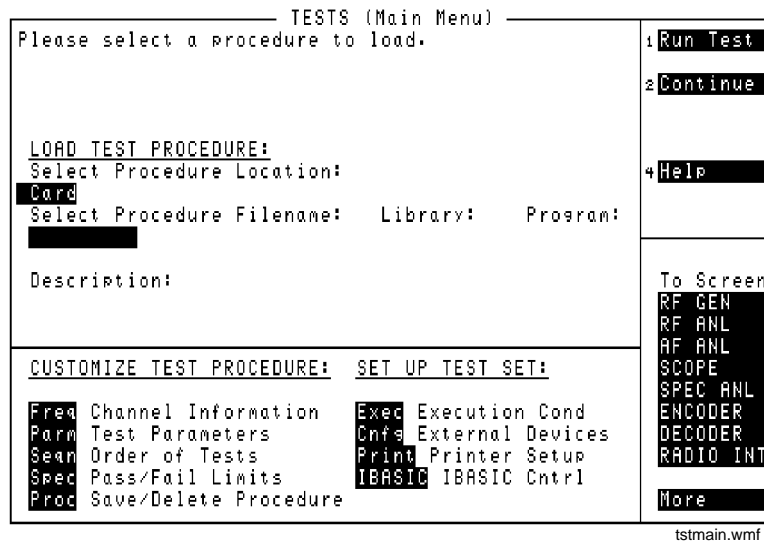 TESTS (Main Menu)
Please select a procedure to load.
LOAD TEST PROCEDURE:
Select Procedure Location:
Card
Select Procedure Filename: Library: Program:
Description:
CUSTOMIZE TEST PROCEDURE:
Freq Channel Information
Parm Test Parameters
Seqn Order of Tests
Spec Pass/Fail Limits
Proc Save/Delete Procedure
SET UP TEST SET:
Exec Execution Cond
Cnfg External Devices
Print Printer Setup
IBASIC IBASIC Cntrl
1 Run Test
2 Continue
4 Help
To Screen
RF GEN
RF ANL
AF ANL
SCOPE
SPEC ANL
ENCODER
DECODER
RADIO INT
More
tstmain.wmf